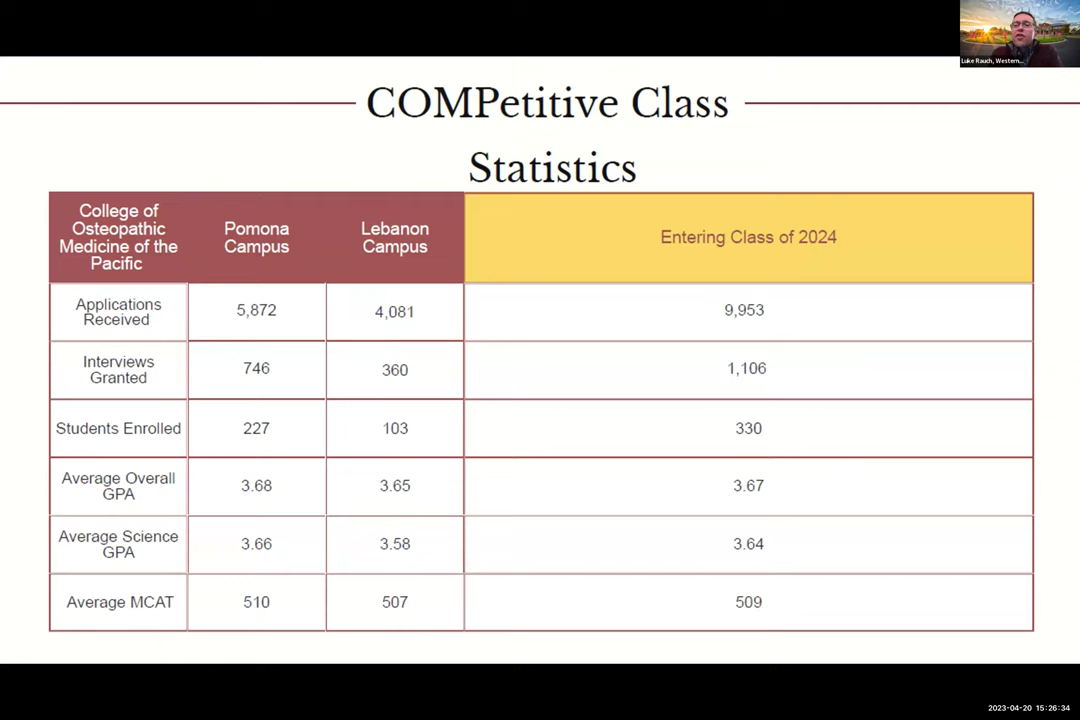 Luke Rauch, Western...
COMPetitive Class
Statistics
College of
Osteopathic
Medicine of the
Pacific
Pomona
Campus
Lebanon
Campus
Entering Class of 2024
Applications
Received
5,872
4,081
9,953
Interviews
Granted
746
360
1,106
Students Enrolled
227
103
330
Average Overall
GPA
3.68
3.65
3.67
Average Science
GPA
3.66
3.58
3.64
Average MCAT
510
507
509
2023-04-20 15:26:34